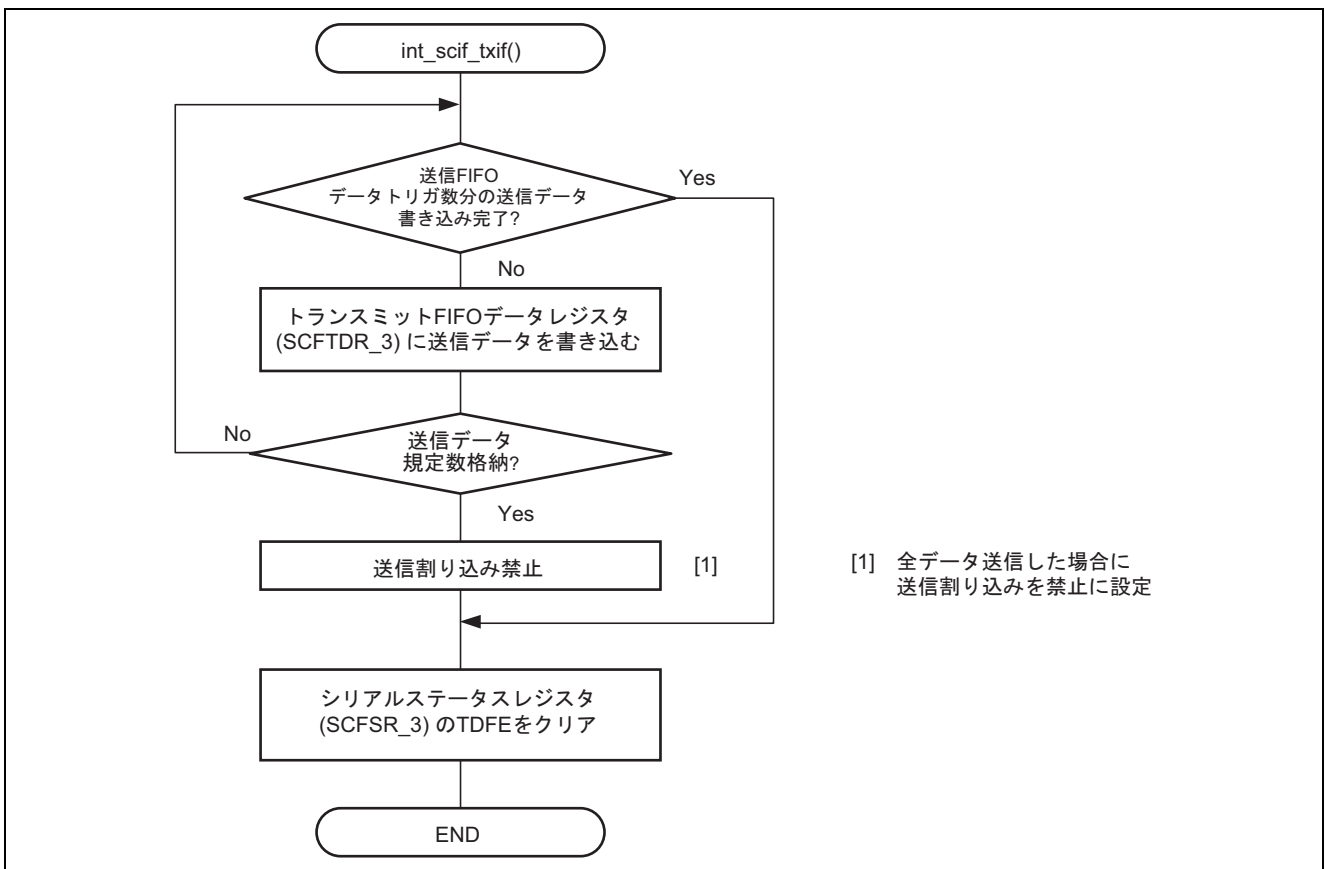 int_scif_txif()
送信FIFO
データトリガ数分の送信データ
書き込み完了?
Yes
No
トランスミットFIFOデータレジスタ
(SCFTDR_3) に送信データを書き込む
No
送信データ
規定数格納?
Yes
送信割り込み禁止
[1]
[1] 全データ送信した場合に
送信割り込みを禁止に設定
シリアルステータスレジスタ
(SCFSR_3) のTDFEをクリア
END